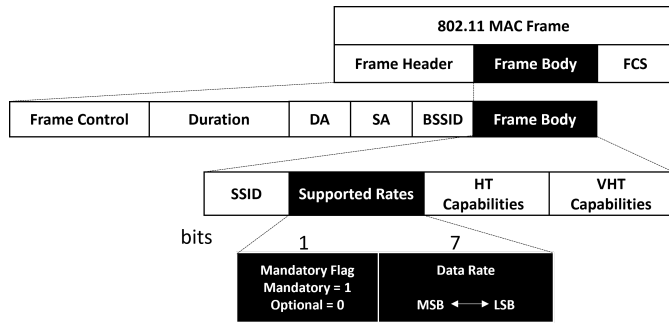 802.11 MAC Frame
Frame Header Frame Body FCS
Frame Control Duration DA SA BSSID Frame Body
SSID Supported Rates HT Capabilities VHT Capabilities
bits 1 7
Mandatory Flag Data Rate
Mandatory = 1
Optional = 0 MSB LSB